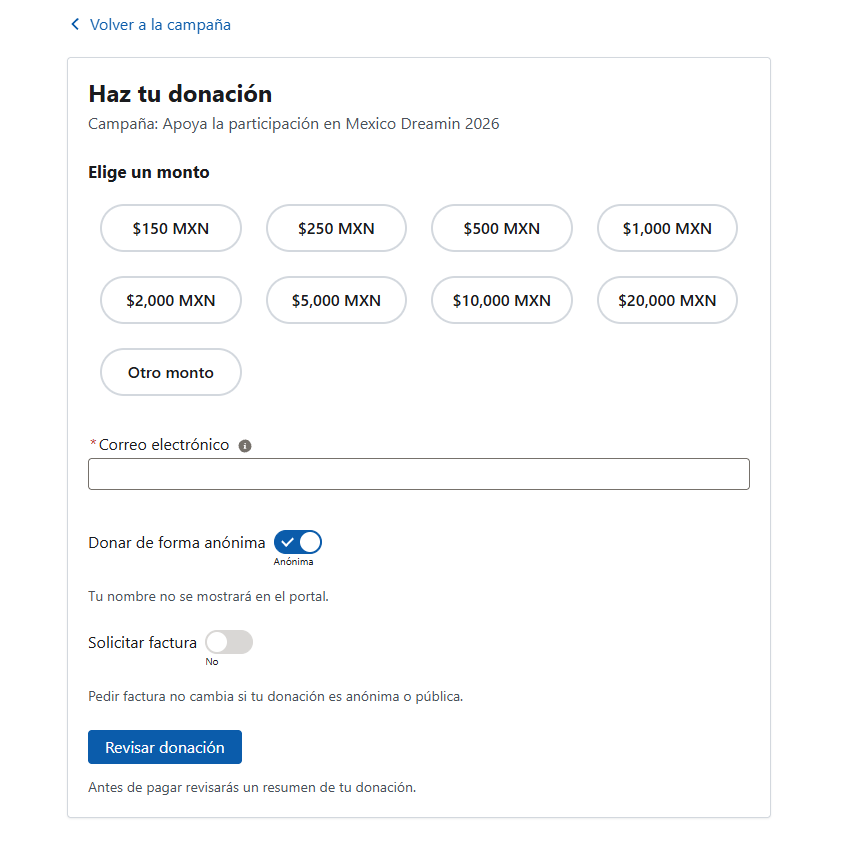 Volver a la campaña
Haz tu donación
Campaña: Apoya la participación en Mexico Dreamin 2026
Elige un monto
$150 MXN $250 MXN $500 MXN $1,000 MXN
$2,000 MXN $5,000 MXN $10,000 MXN $20,000 MXN
Otro monto
*Correo electrónico i
Donar de forma anónima
Anónima
Tu nombre no se mostrará en el portal.
Solicitar factura
No
Pedir factura no cambia si tu donación es anónima o pública.
Revisar donación
Antes de pagar revisarás un resumen de tu donación.